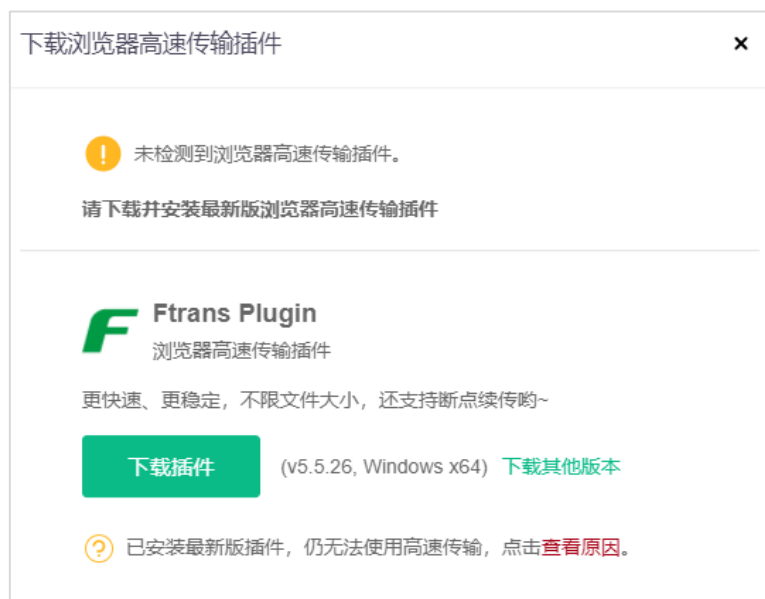 下载浏览器高速传输插件
未检测到浏览器高速传输插件。
请下载并安装最新版浏览器高速传输插件
Ftrans Plugin
浏览器高速传输插件
更快速、更稳定，不限文件大小，还支持断点续传哟~
下载插件 (v5.5.26, Windows x64) 下载其他版本
已安装最新版插件，仍无法使用高速传输，点击查看原因。